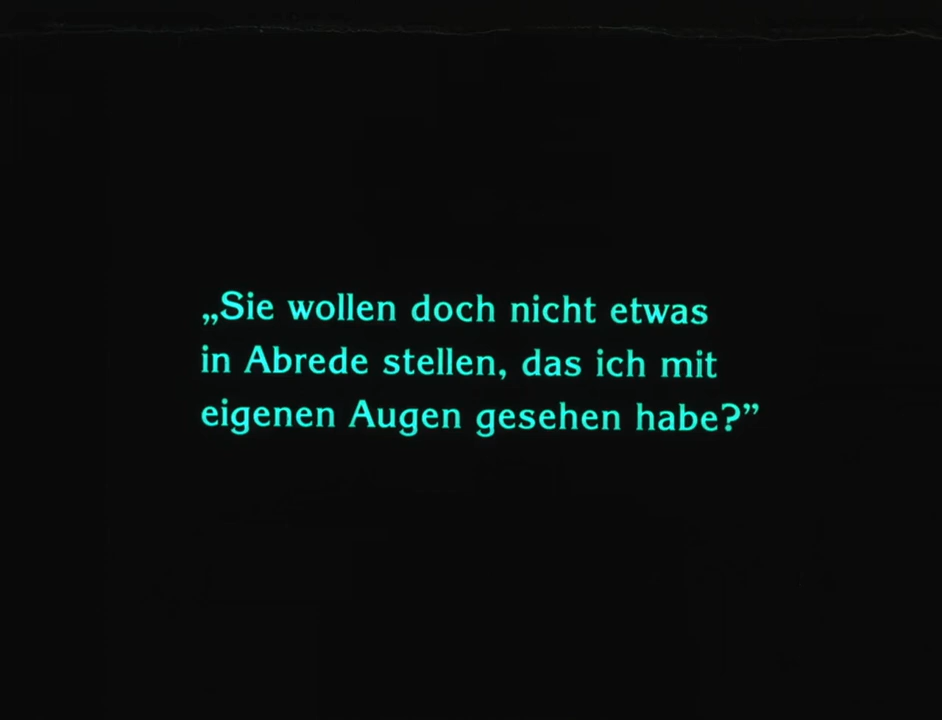 „Sie wollen doch nicht etwas
in Abrede stellen, das ich mit
eigenen Augen gesehen habe?”